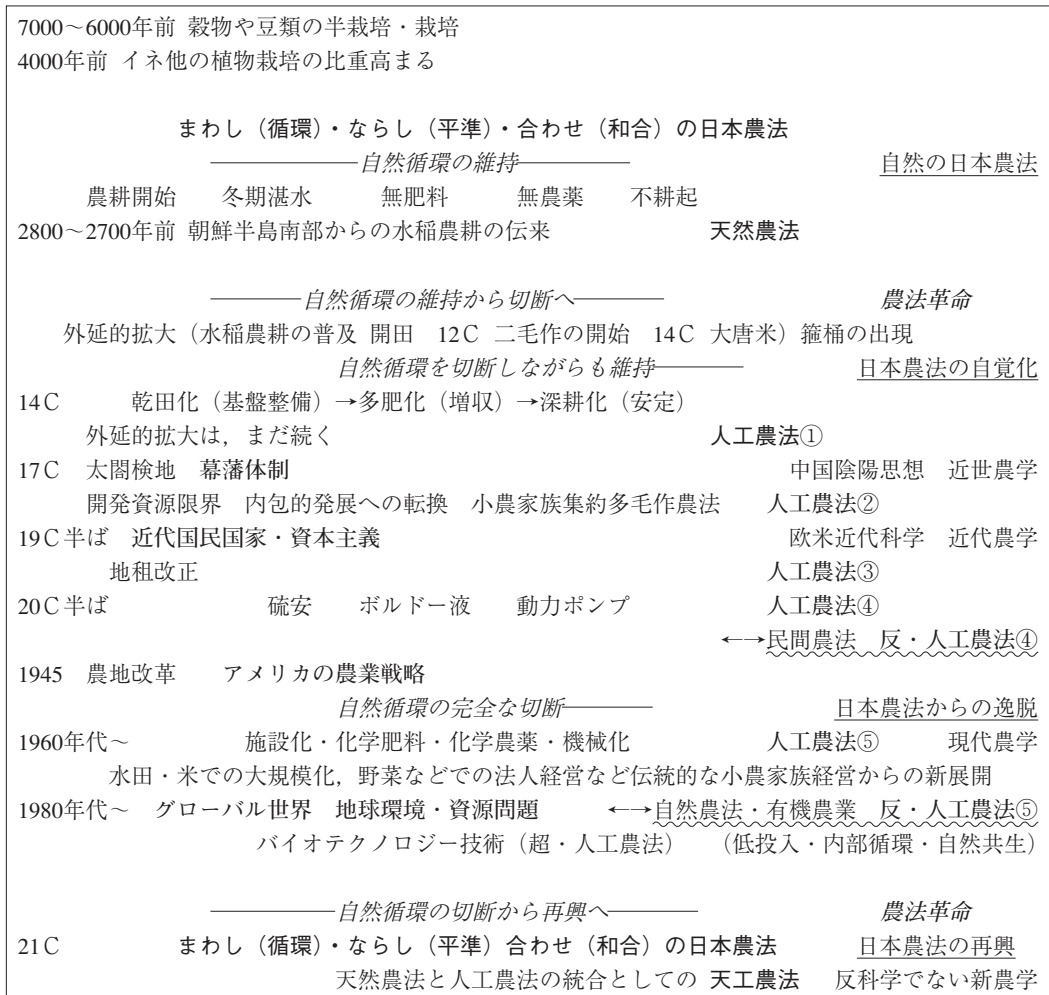 7000～6000年前 穀物や豆類の半栽培・栽培
4000年前 イネ他の植物栽培の比重高まる
まわし（循環）・ならし（平準）・合わせ（和合）の日本農法
自然循環の維持 自然の日本農法
農耕開始 冬期湛水 無肥料 無農薬 不耕起
2800～2700年前 朝鮮半島南部からの水稲農耕の伝来 天然農法
自然循環の維持から切断へ 農法革命
外延的拡大（水稲農耕の普及 開田 12C 二毛作の開始 14C 大唐米）箍桶の出現
自然循環を切断しながらも維持 日本農法の自覚化
14C 乾田化（基盤整備）→多肥化（増収）→深耕化（安定）
外延的拡大は，まだ続く 人工農法①
17C 太閤検地 幕藩体制 中国陰陽思想 近世農学
開発資源限界 内包的発展への転換 小農家族集約多毛作農法 人工農法②
19C半ば 近代国民国家・資本主義 欧米近代科学 近代農学
地租改正 人工農法③
20C半ば 硫安 ボルドー液 動力ポンプ 人工農法④
←→民間農法 反・人工農法④
1945 農地改革 アメリカの農業戦略
自然循環の完全な切断 日本農法からの逸脱
1960年代～ 施設化・化学肥料・化学農薬・機械化 人工農法⑤ 現代農学
水田・米での大規模化，野菜などでの法人経営など伝統的な小農家族経営からの新展開
1980年代～ グローバル世界 地球環境・資源問題 ←→自然農法・有機農業 反・人工農法⑤
バイオテクノロジー技術（超・人工農法） （低投入・内部循環・自然共生）
自然循環の切断から再興へ 農法革命
21C まわし（循環）・ならし（平準）合わせ（和合）の日本農法 日本農法の再興
天然農法と人工農法の統合としての 天工農法 反科学でない新農学